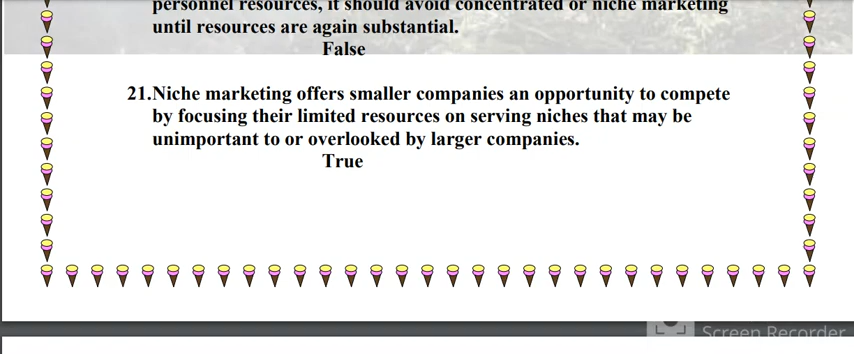 personnel resources, it should avoid concentrated or niche marketing
until resources are again substantial.
False
21.Niche marketing offers smaller companies an opportunity to compete
by focusing their limited resources on serving niches that may be
unimportant to or overlooked by larger companies.
True
Screen Recorder